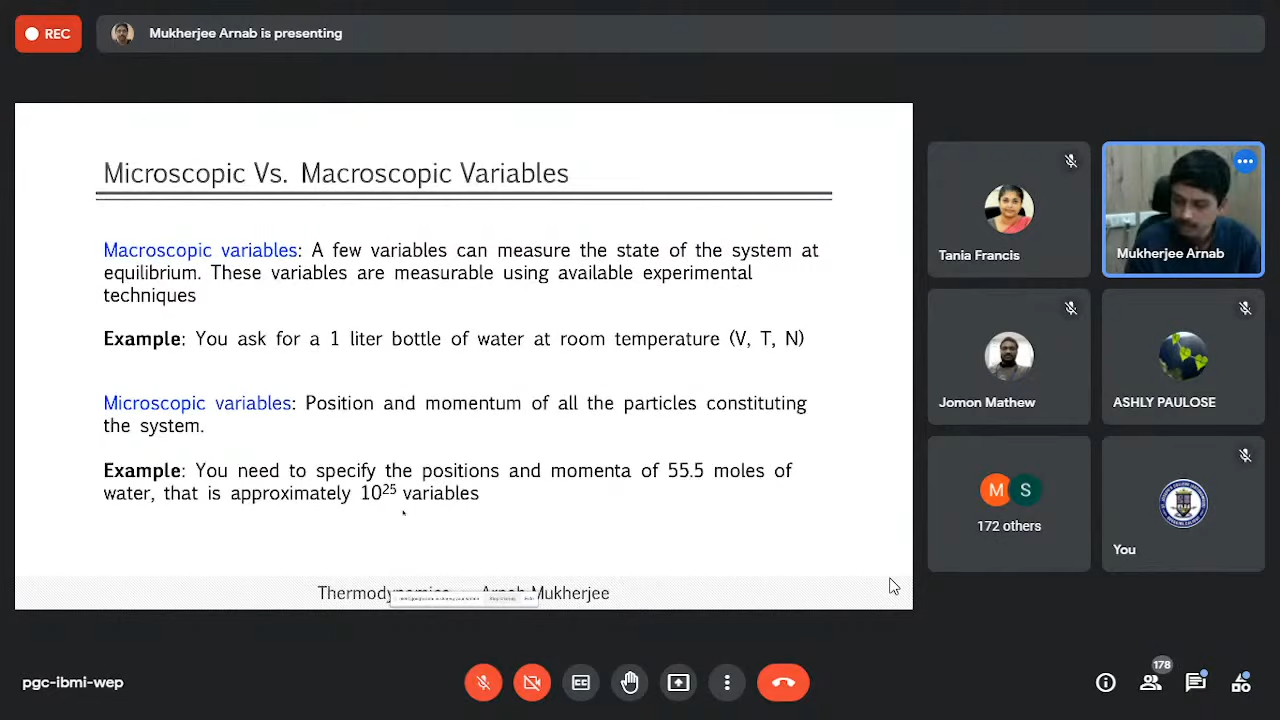 REC
Mukherjee Arnab is presenting
Microscopic Vs. Macroscopic Variables
Macroscopic variables: A few variables can measure the state of the system at
equilibrium. These variables are measurable using available experimental
techniques
Example: You ask for a 1 liter bottle of water at room temperature (V, T, N)
Microscopic variables: Position and momentum of all the particles constituting
the system.
Example: You need to specify the positions and momenta of 55.5 moles of
water, that is approximately 10²⁵ variables
Arnab Mukherjee
Tania Francis
Mukherjee Arnab
Jomon Mathew
ASHLY PAULOSE
M S
172 others
You
pgc-ibmi-wep
CC
178